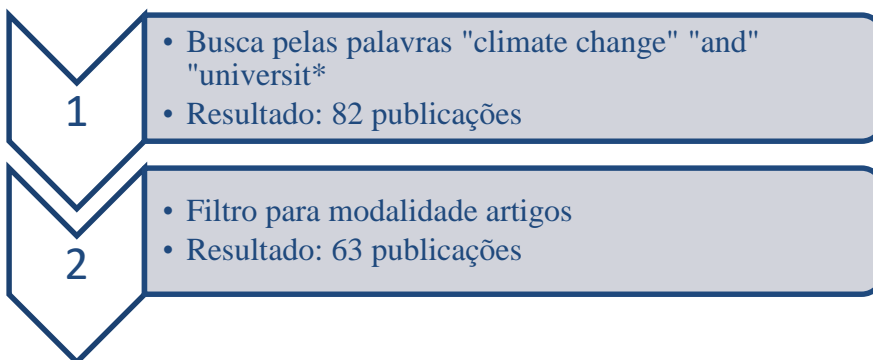 1
• Busca pelas palavras "climate change" "and"
"universit*
• Resultado: 82 publicações
2
• Filtro para modalidade artigos
• Resultado: 63 publicações